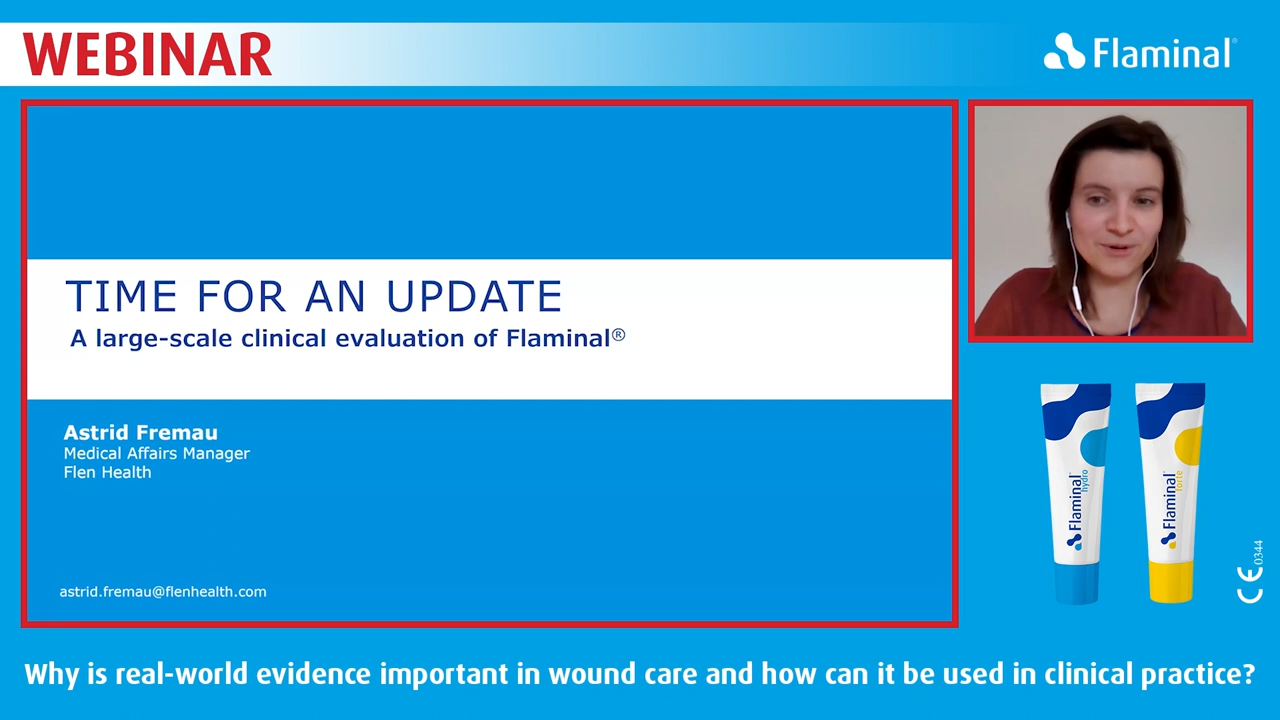 WEBINAR
Flaminal®
TIME FOR AN UPDATE
A large-scale clinical evaluation of Flaminal®
Astrid Fremau
Medical Affairs Manager
Flen Health
astrid.fremau@flenhealth.com
Flaminal®
hydro
Flaminal®
forte
CE 0344
Why is real-world evidence important in wound care and how can it be used in clinical practice?